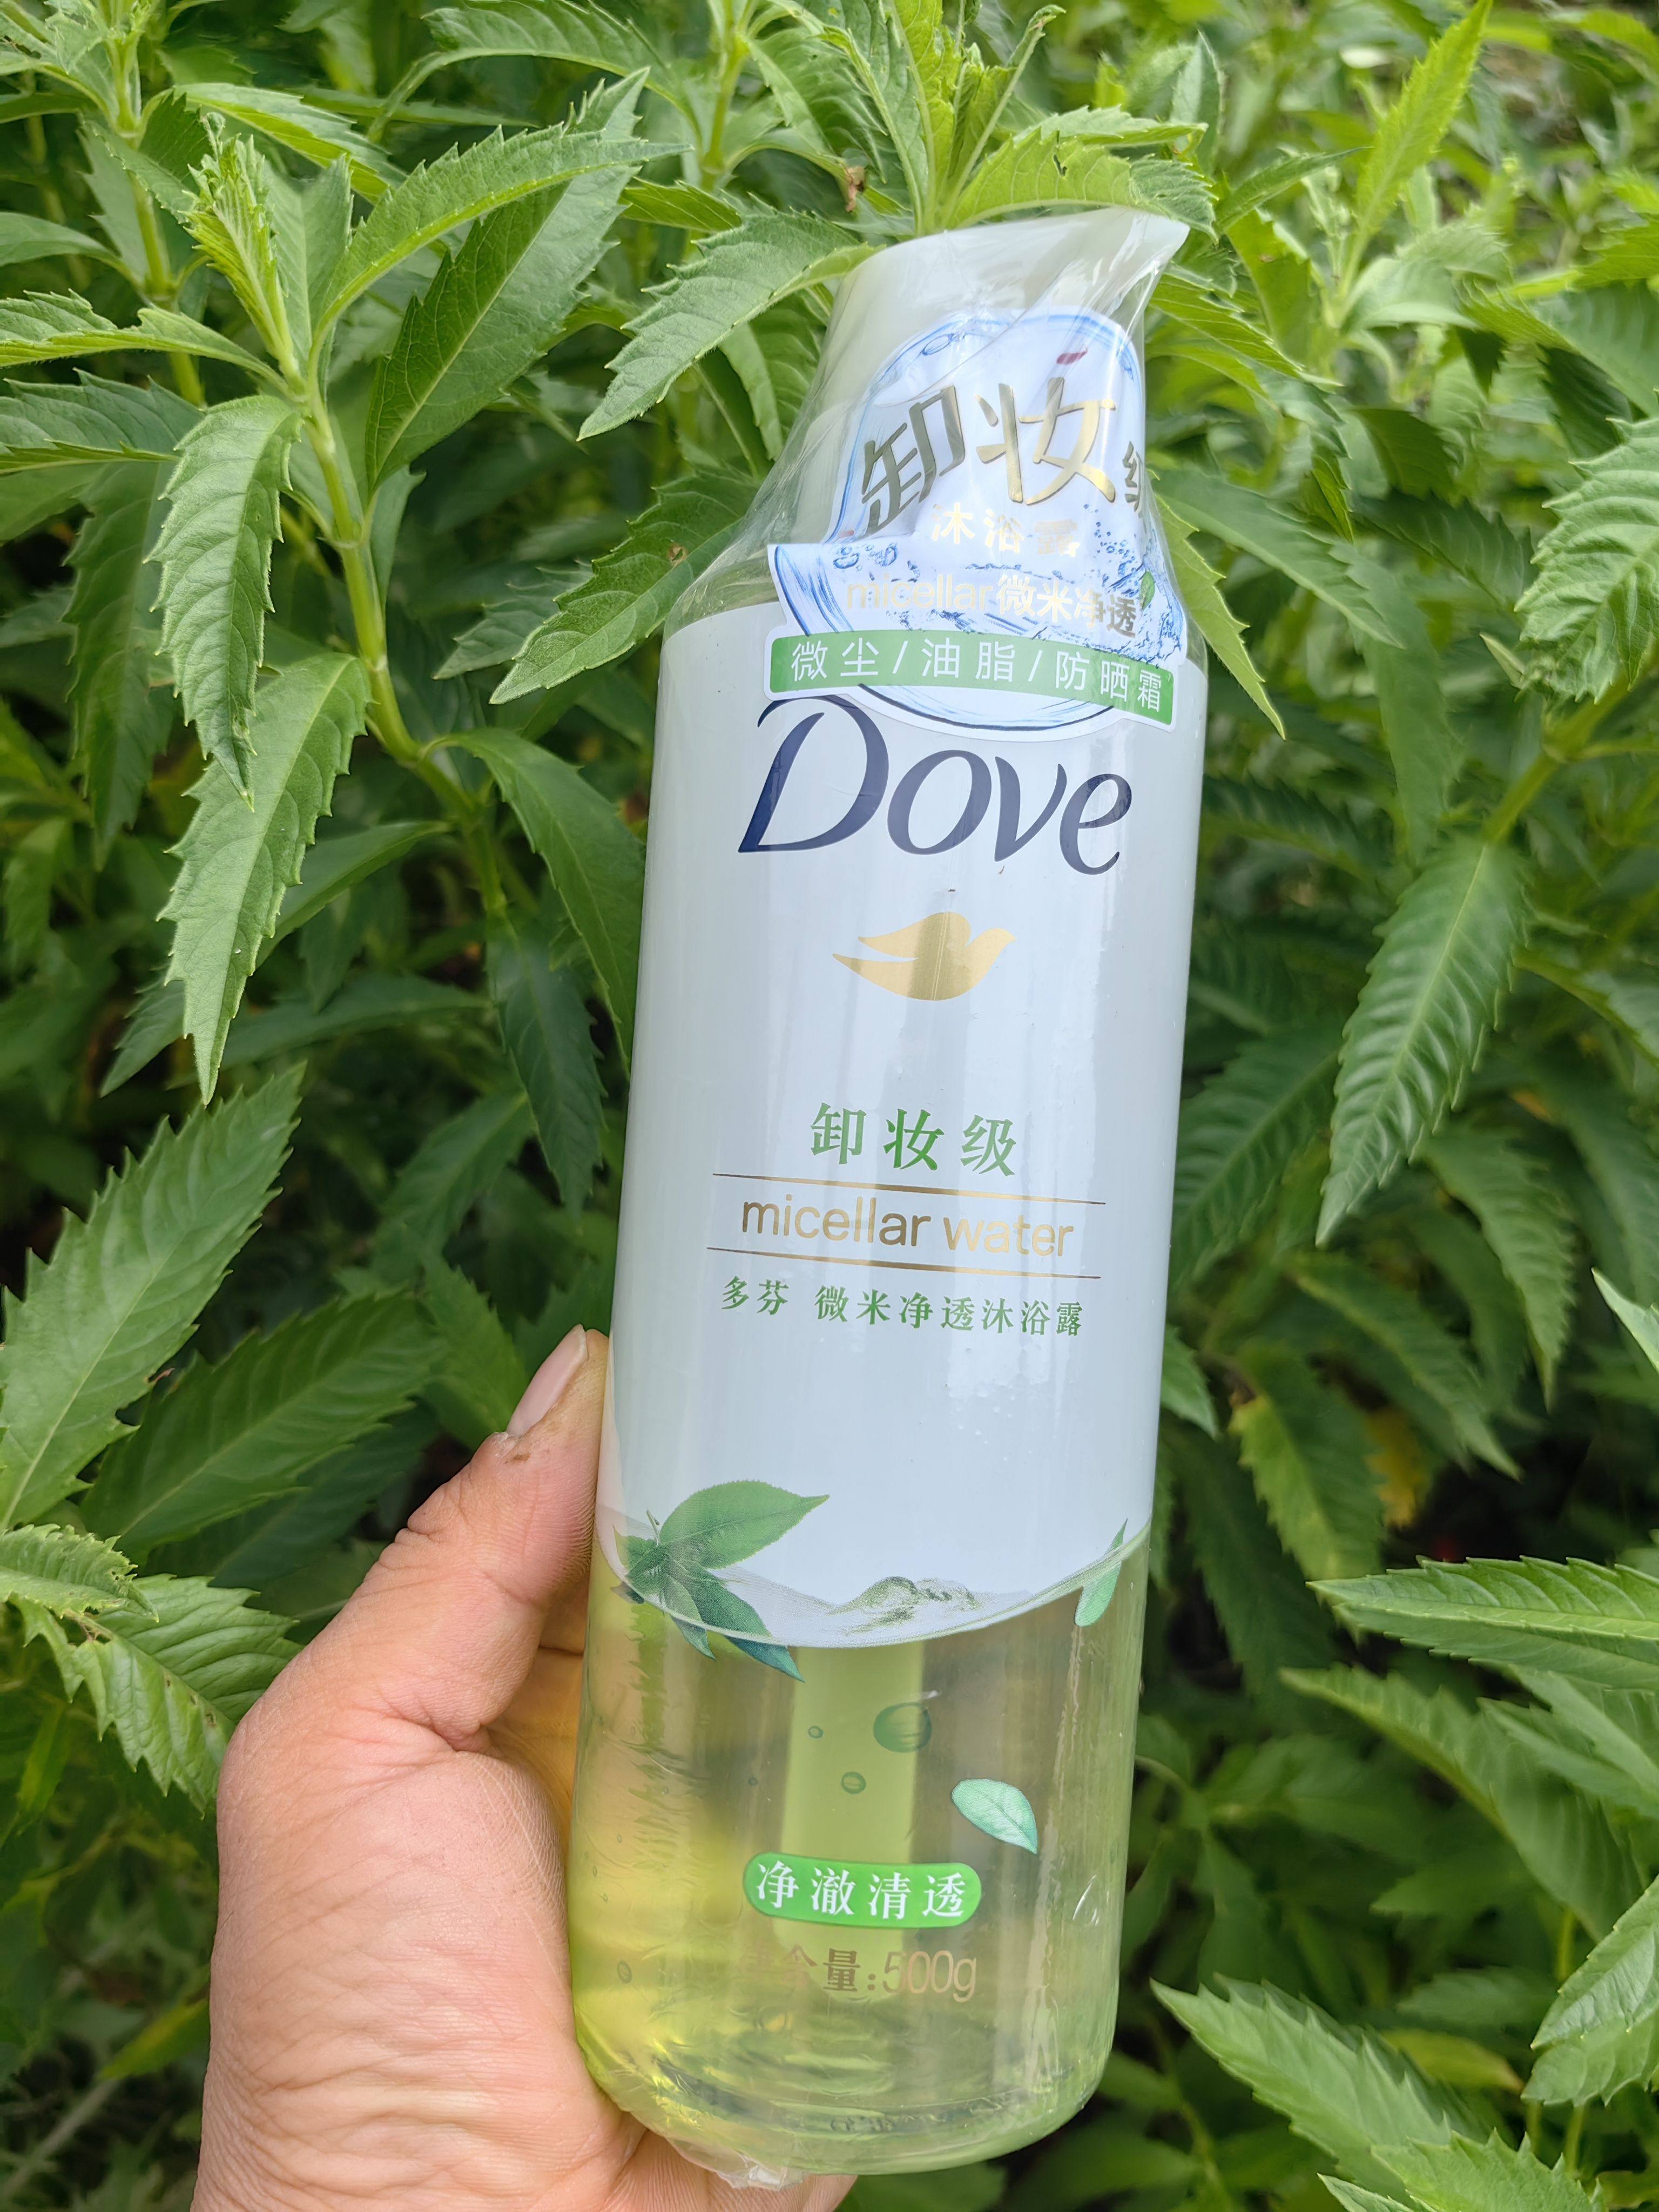 卸妆级
沐浴露
micellar微米净透
微尘/油脂/防晒霜
Dove
卸妆级
micellar water
多芬 微米净透沐浴露
净澈清透
净含量:500g